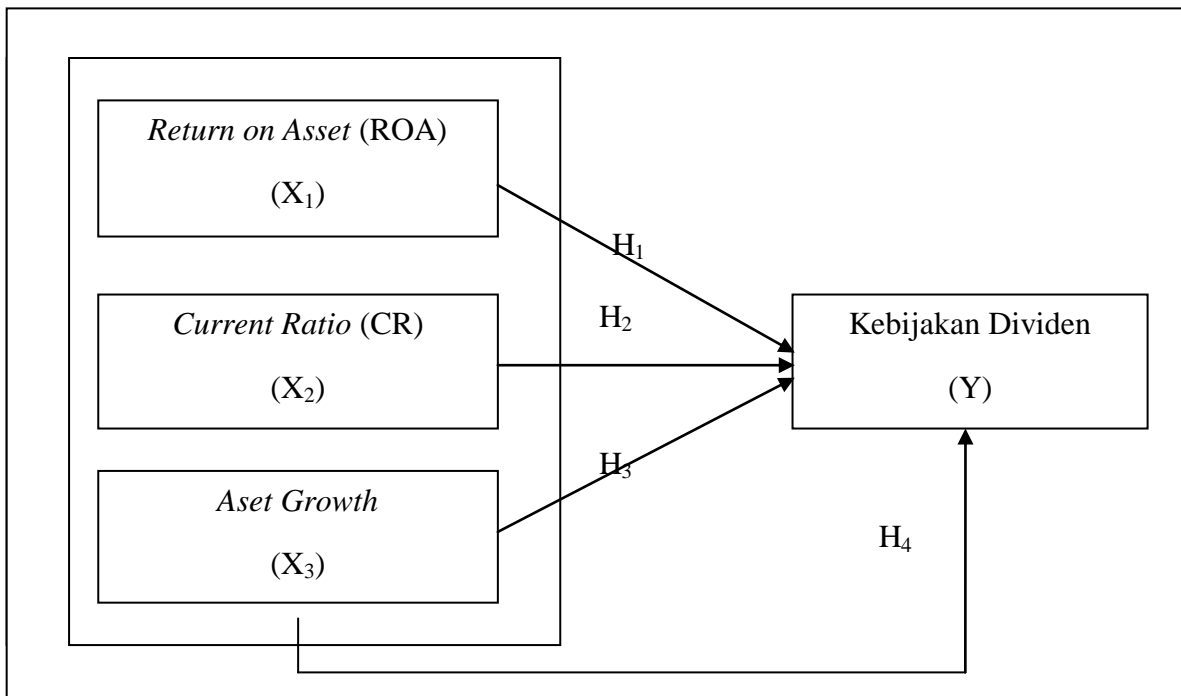 Return on Asset (ROA)
(X₁)
H₁
Current Ratio (CR)
(X₂)
H₂
Kebijakan Dividen
(Y)
Aset Growth
(X₃)
H₃
H₄